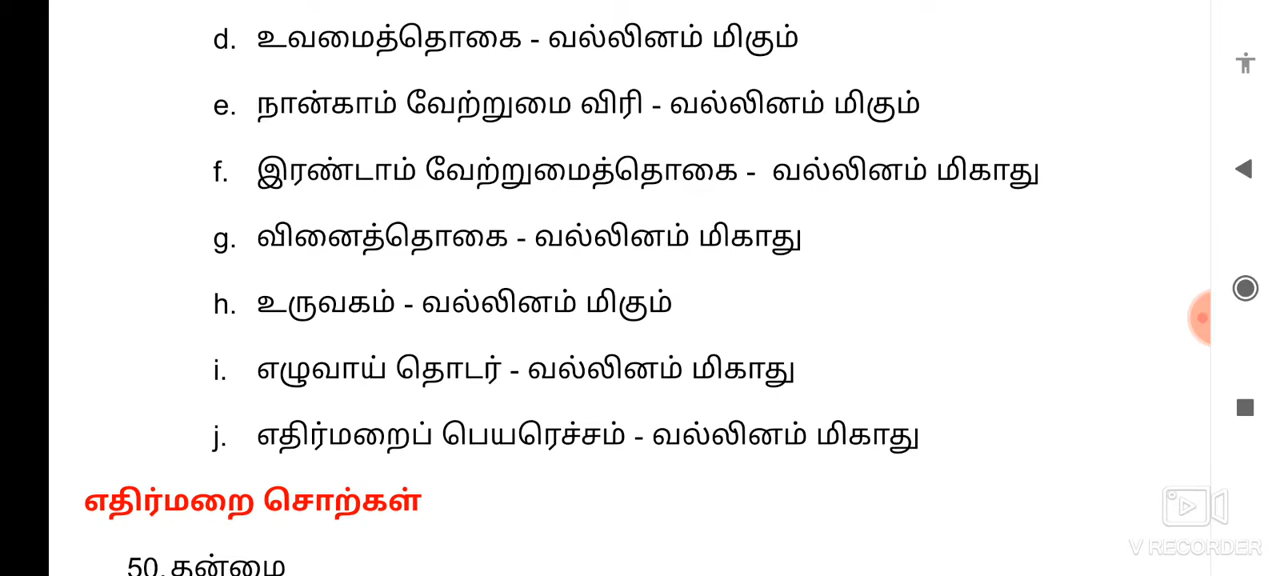 d. உவமைத்தொகை - வல்லினம் மிகும்
e. நான்காம் வேற்றுமை விரி - வல்லினம் மிகும்
f. இரண்டாம் வேற்றுமைத்தொகை - வல்லினம் மிகாது
g. வினைத்தொகை - வல்லினம் மிகாது
h. உருவகம் - வல்லினம் மிகும்
i. எழுவாய் தொடர் - வல்லினம் மிகாது
j. எதிர்மறைப் பெயரெச்சம் - வல்லினம் மிகாது
எதிர்மறை சொற்கள்
V RECORDER
50. தன்மை